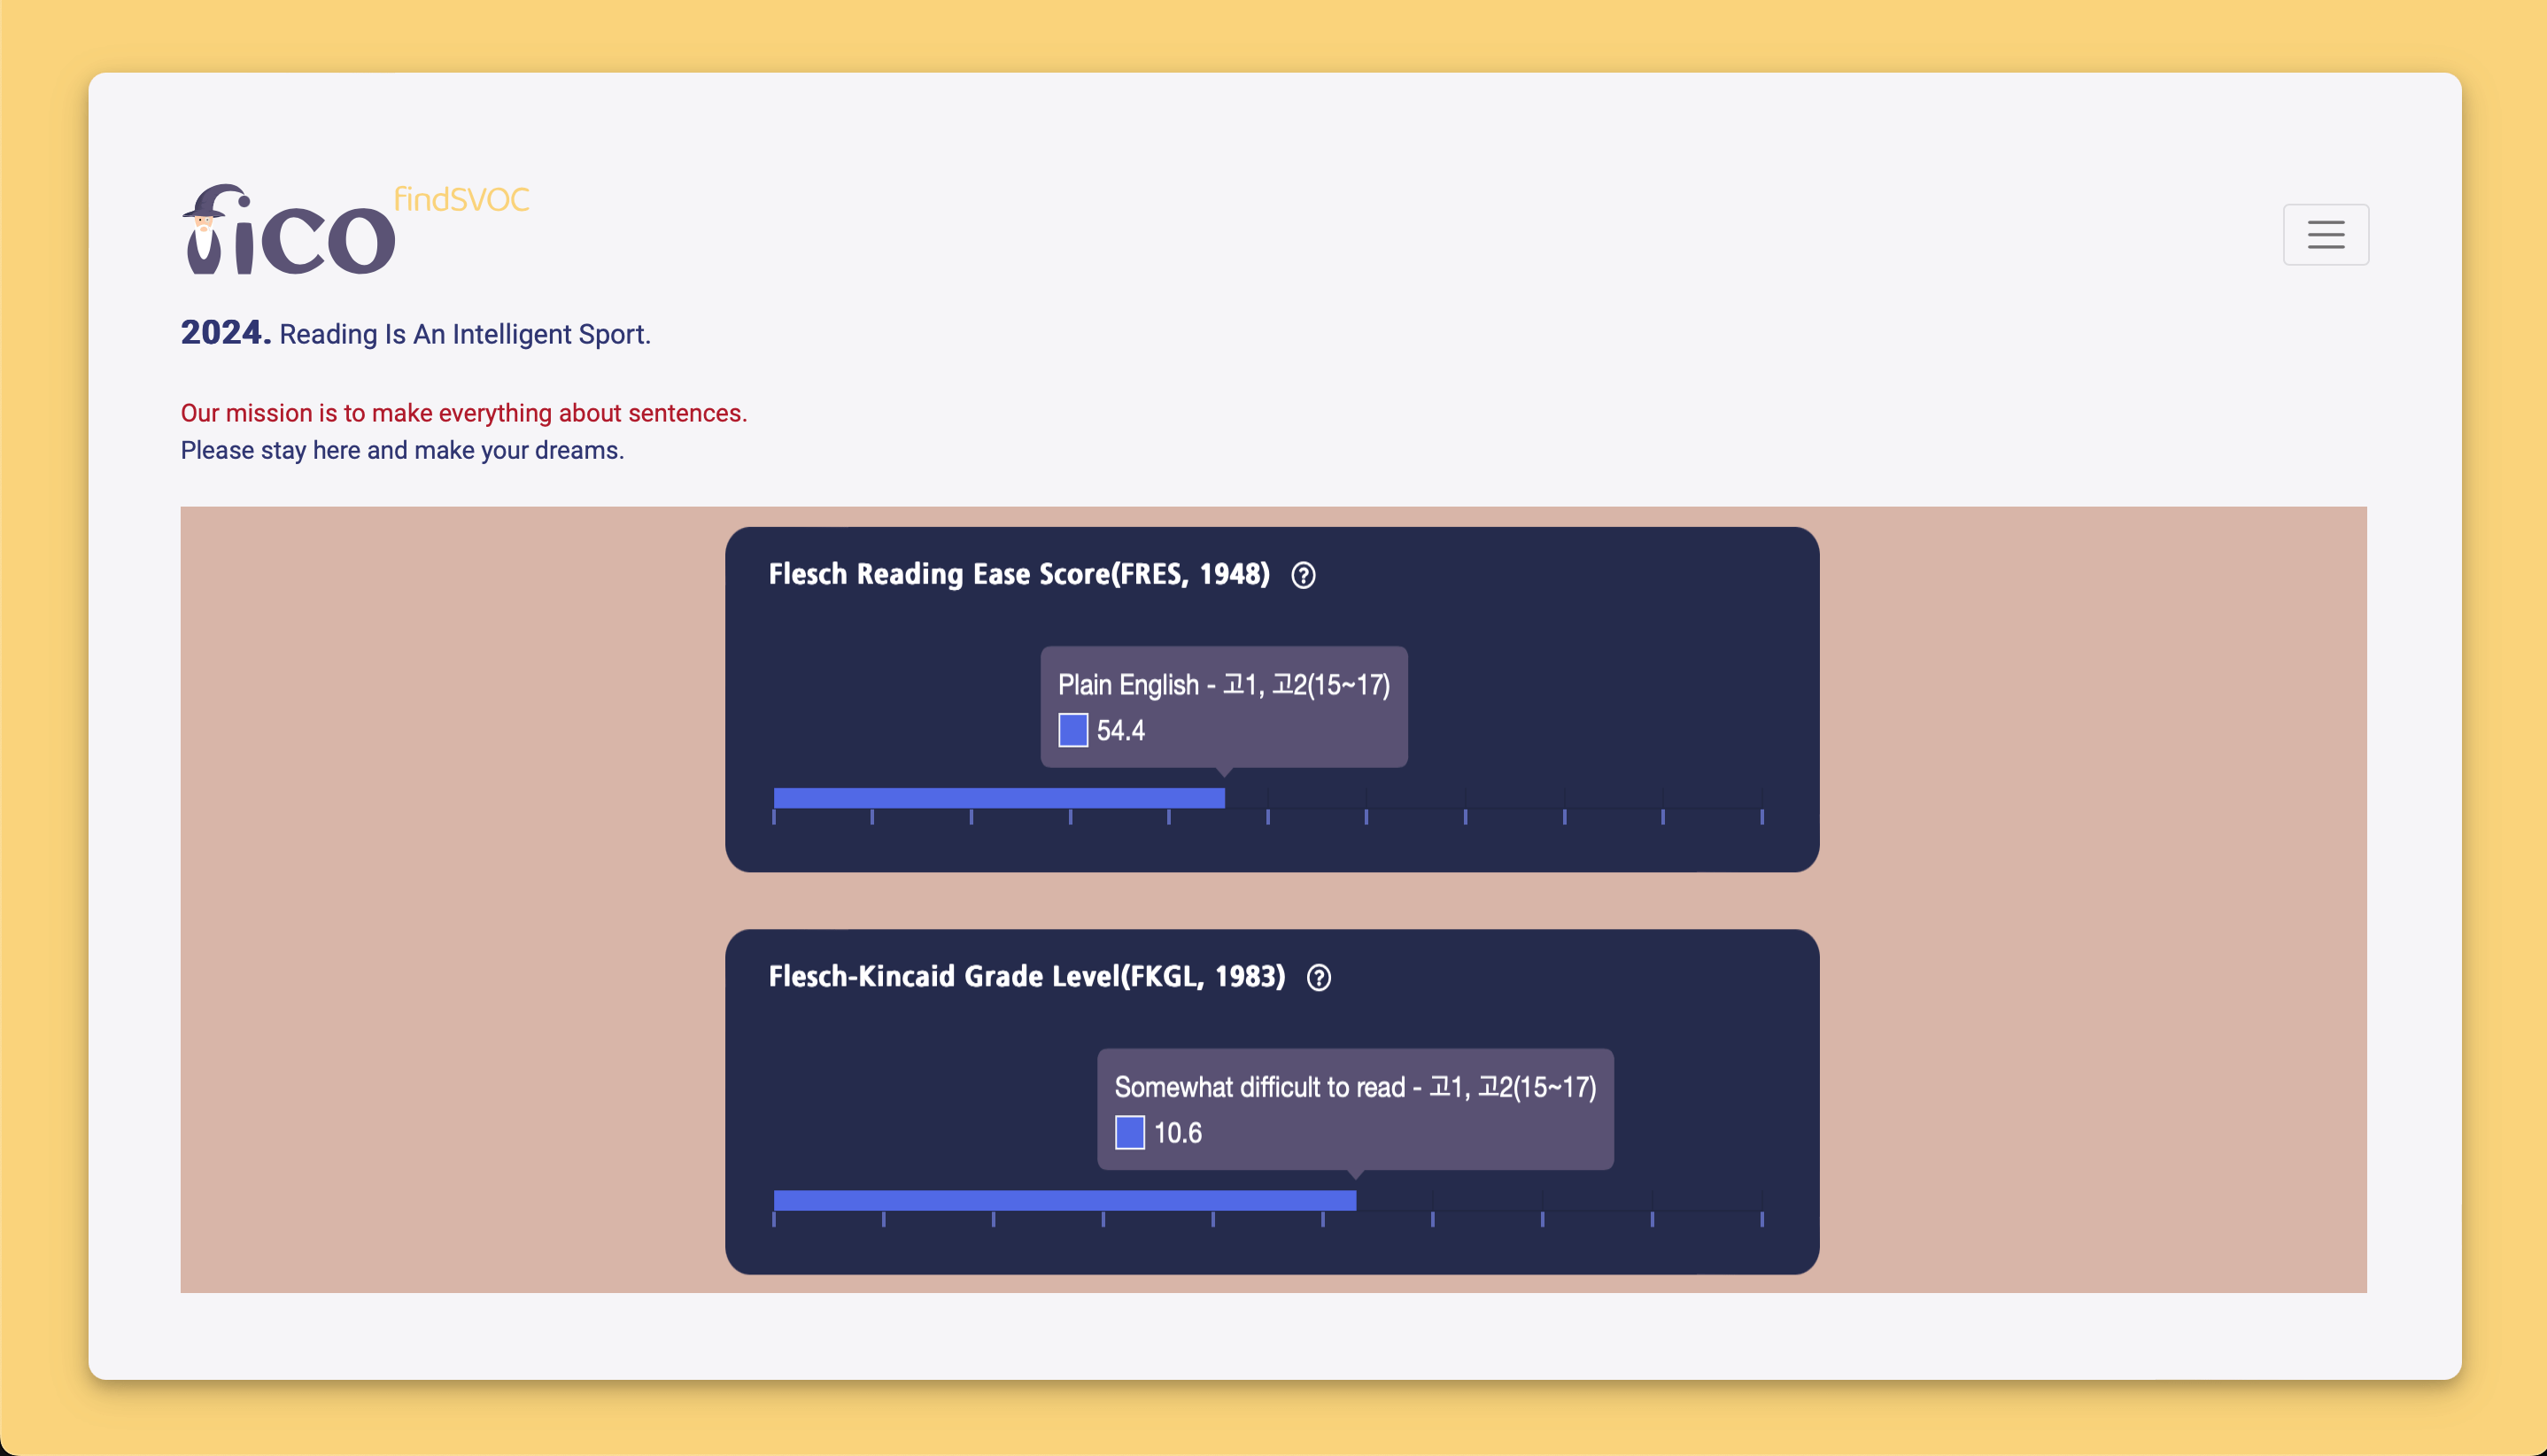 fico findSVOC
2024. Reading Is An Intelligent Sport.
Our mission is to make everything about sentences.
Please stay here and make your dreams.
Flesch Reading Ease Score(FRES, 1948) ?
Plain English - 고1, 고2(15~17)
54.4
Flesch-Kincaid Grade Level(FKGL, 1983) ?
Somewhat difficult to read - 고1, 고2(15~17)
10.6